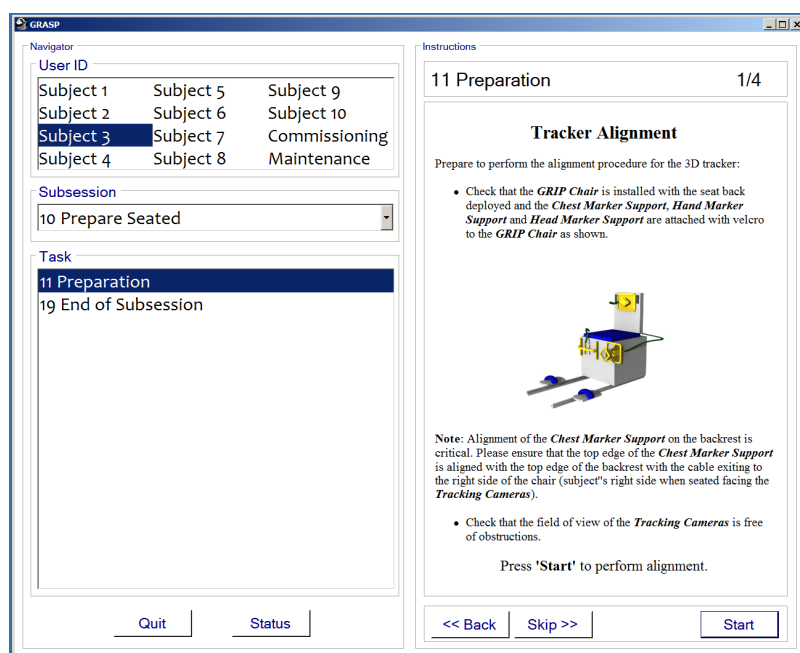 GRASP
Navigator
User ID
Subject 1 Subject 5 Subject 9
Subject 2 Subject 6 Subject 10
Subject 3 Subject 7 Commissioning
Subject 4 Subject 8 Maintenance
Subsession
10 Prepare Seated
Task
11 Preparation
19 End of Subsession
Quit Status
Instructions
11 Preparation 1/4
Tracker Alignment
Prepare to perform the alignment procedure for the 3D tracker:
• Check that the GRIP Chair is installed with the seat back
deployed and the Chest Marker Support, Hand Marker
Support and Head Marker Support are attached with velcro
to the GRIP Chair as shown.
Note: Alignment of the Chest Marker Support on the backrest is
critical. Please ensure that the top edge of the Chest Marker Support
is aligned with the top edge of the backrest with the cable exiting to
the right side of the chair (subject"s right side when seated facing the
Tracking Cameras).
• Check that the field of view of the Tracking Cameras is free
of obstructions.
Press 'Start' to perform alignment.
<< Back Skip >> Start